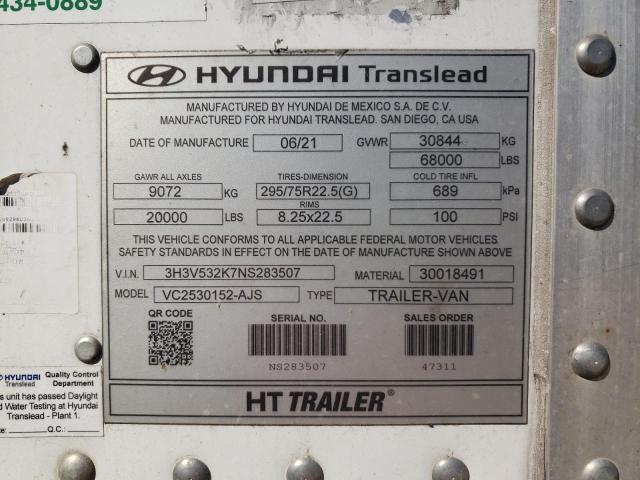 434-0889
HYUNDAI Translead
MANUFACTURED BY HYUNDAI DE MEXICO S.A. DE C.V.
MANUFACTURED FOR HYUNDAI TRANSLEAD. SAN DIEGO, CA USA
DATE OF MANUFACTURE 06/21 GVWR 30844 KG
68000 LBS
GAWR ALL AXLES TIRES-DIMENSION COLD TIRE INFL
9072 KG 295/75R22.5(G) 689 kPa
RIMS
20000 LBS 8.25x22.5 100 PSI
THIS VEHICLE CONFORMS TO ALL APPLICABLE FEDERAL MOTOR VEHICLES
SAFETY STANDARDS IN EFFECT ON THE DATE OF MANUFACTURE SHOWN ABOVE
V.I.N. 3H3V532K7NS283507 MATERIAL 30018491
MODEL VC2530152-AJS TYPE TRAILER-VAN
QR CODE SERIAL NO. SALES ORDER
NS283507 47311
HT TRAILER®
HYUNDAI Translead Quality Control Department
s unit has passed Daylight
d Water Testing at Hyundai
Translead - Plant 1.
te: Q.C.: